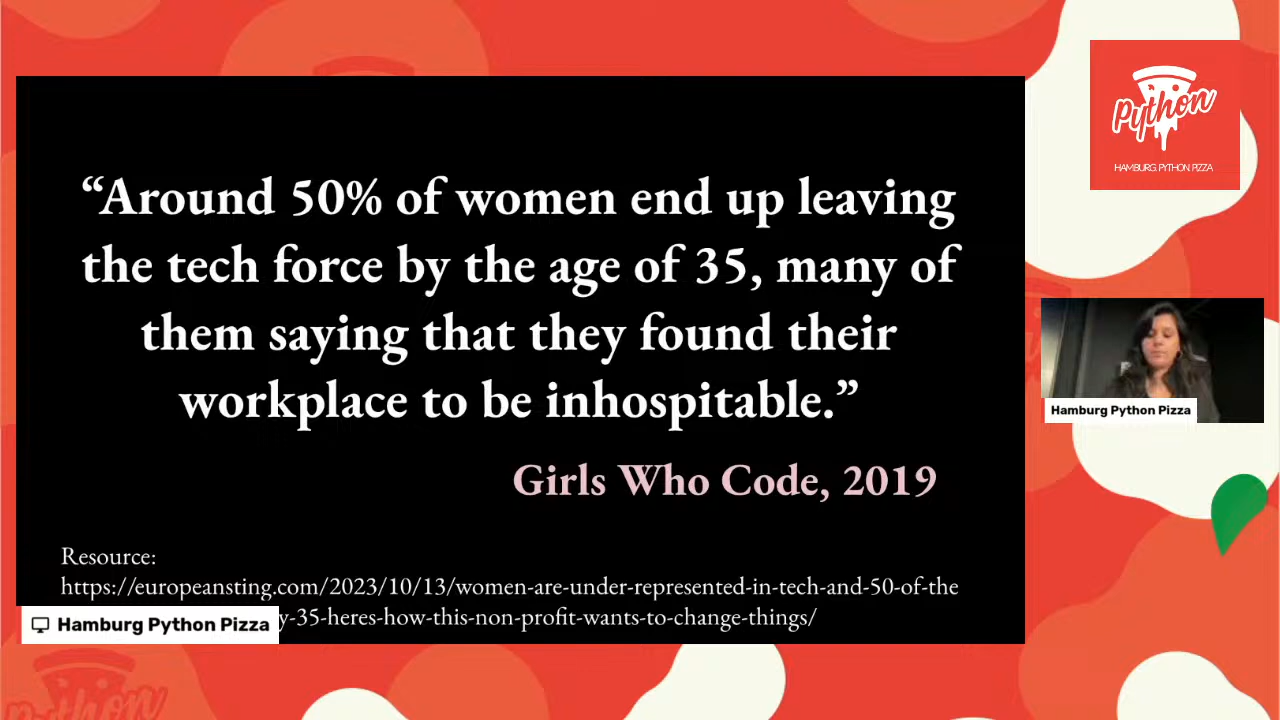 “Around 50% of women end up leaving
the tech force by the age of 35, many of
them saying that they found their
workplace to be inhospitable.”
Girls Who Code, 2019
Resource:
https://europeansting.com/2023/10/13/women-are-under-represented-in-tech-and-50-of-the
y-35-heres-how-this-non-profit-wants-to-change-things/
Hamburg Python Pizza
Python
HAMBURG PYTHON PIZZA
Hamburg Python Pizza
Python